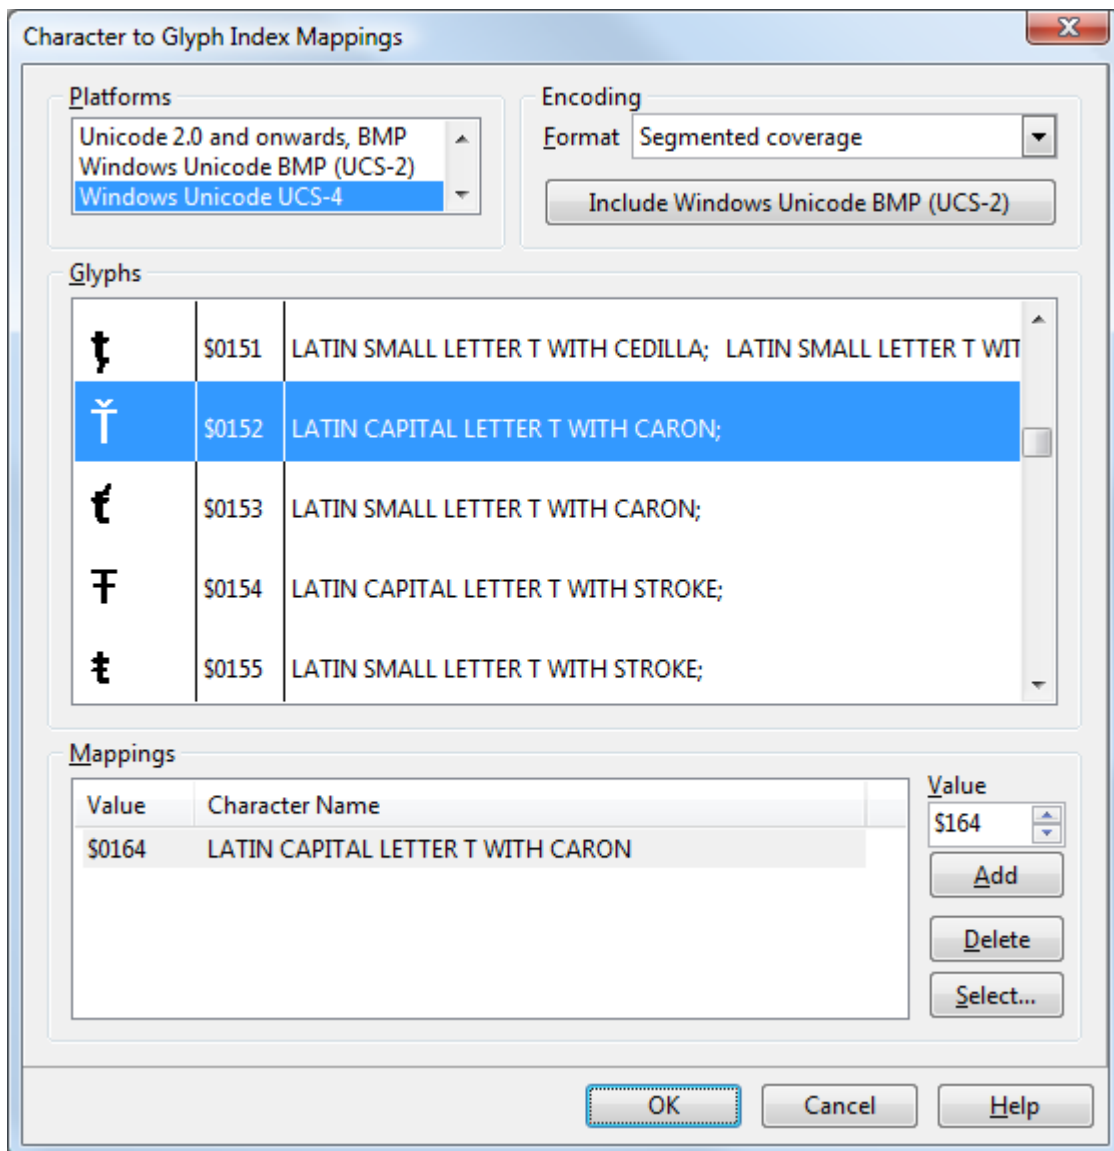 Character to Glyph Index Mappings
Platforms
Unicode 2.0 and onwards, BMP
Windows Unicode BMP (UCS-2)
Windows Unicode UCS-4
Encoding
Format Segmented coverage
Include Windows Unicode BMP (UCS-2)
Glyphs
ţ $0151 LATIN SMALL LETTER T WITH CEDILLA; LATIN SMALL LETTER T WIT
Ť $0152 LATIN CAPITAL LETTER T WITH CARON;
ť $0153 LATIN SMALL LETTER T WITH CARON;
Ŧ $0154 LATIN CAPITAL LETTER T WITH STROKE;
ŧ $0155 LATIN SMALL LETTER T WITH STROKE;
Mappings
Value Character Name
$0164 LATIN CAPITAL LETTER T WITH CARON
Value
$164
Add
Delete
Select...
OK Cancel Help